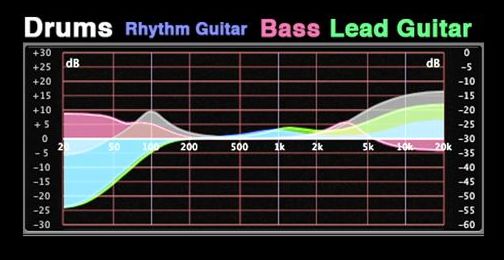 Drums Rhythm Guitar Bass Lead Guitar
+30 0
dB dB
+25 -5
+20 -10
+15 -15
+10 -20
+ 5 -25
0 -30
20 50 100 200 500 1k 2k 5k 10k 20k
- 5 -35
-10 -40
-15 -45
-20 -50
-25 -55
-30 -60